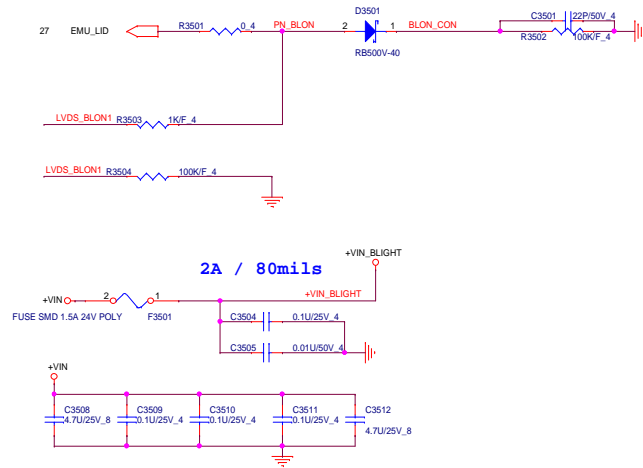 D3501
C3501 22P/50V_4
27 EMU_LID R3501 0_4 PN_BLON 2 1 BLON_CON
R3502 100K/F_4
RB500V-40
LVDS_BLON1 R3503 1K/F_4
LVDS_BLON1 R3504 100K/F_4
2A / 80mils
+VIN_BLIGHT
+VIN 2 1 +VIN_BLIGHT
FUSE SMD 1.5A 24V POLY F3501
C3504 0.1U/25V_4
C3505 0.01U/50V_4
+VIN
C3508 C3509 C3510 C3511 C3512
4.7U/25V_8 0.1U/25V_4 0.1U/25V_4 0.1U/25V_4
4.7U/25V_8